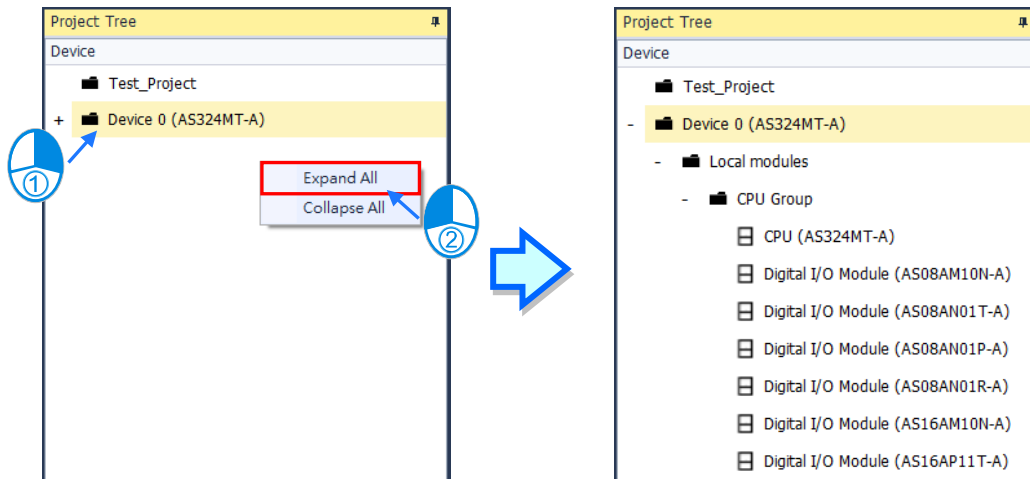 Project Tree
Device
Test_Project
+ Device 0 (AS324MT-A)
①
Expand All
Collapse All
②
Project Tree
Device
Test_Project
- Device 0 (AS324MT-A)
- Local modules
- CPU Group
CPU (AS324MT-A)
Digital I/O Module (AS08AM10N-A)
Digital I/O Module (AS08AN01T-A)
Digital I/O Module (AS08AN01P-A)
Digital I/O Module (AS08AN01R-A)
Digital I/O Module (AS16AM10N-A)
Digital I/O Module (AS16AP11T-A)